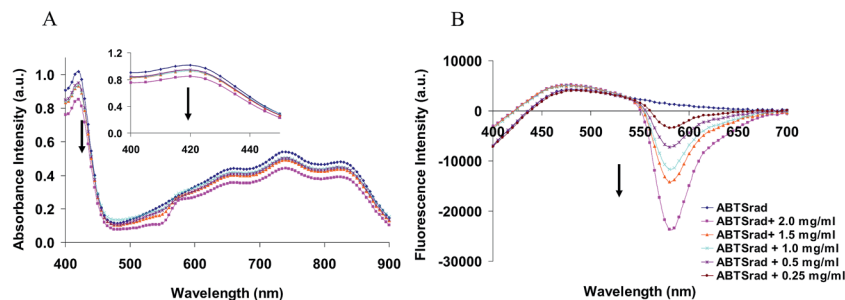 A
Absorbance Intensity (a.u.)
1.0
0.8
0.6
0.4
0.2
0.0
400 500 600 700 800 900
Wavelength (nm)
1.2
0.8
0.4
0.0
400 420 440
B
Fluorescence Intensity (a.u.)
10000
0
-10000
-20000
-30000
400 450 500 550 600 650 700
Wavelength (nm)
ABTSrad
ABTSrad+ 2.0 mg/ml
ABTSrad+ 1.5 mg/ml
ABTSrad + 1.0 mg/ml
ABTSrad + 0.5 mg/ml
ABTSrad + 0.25 mg/ml